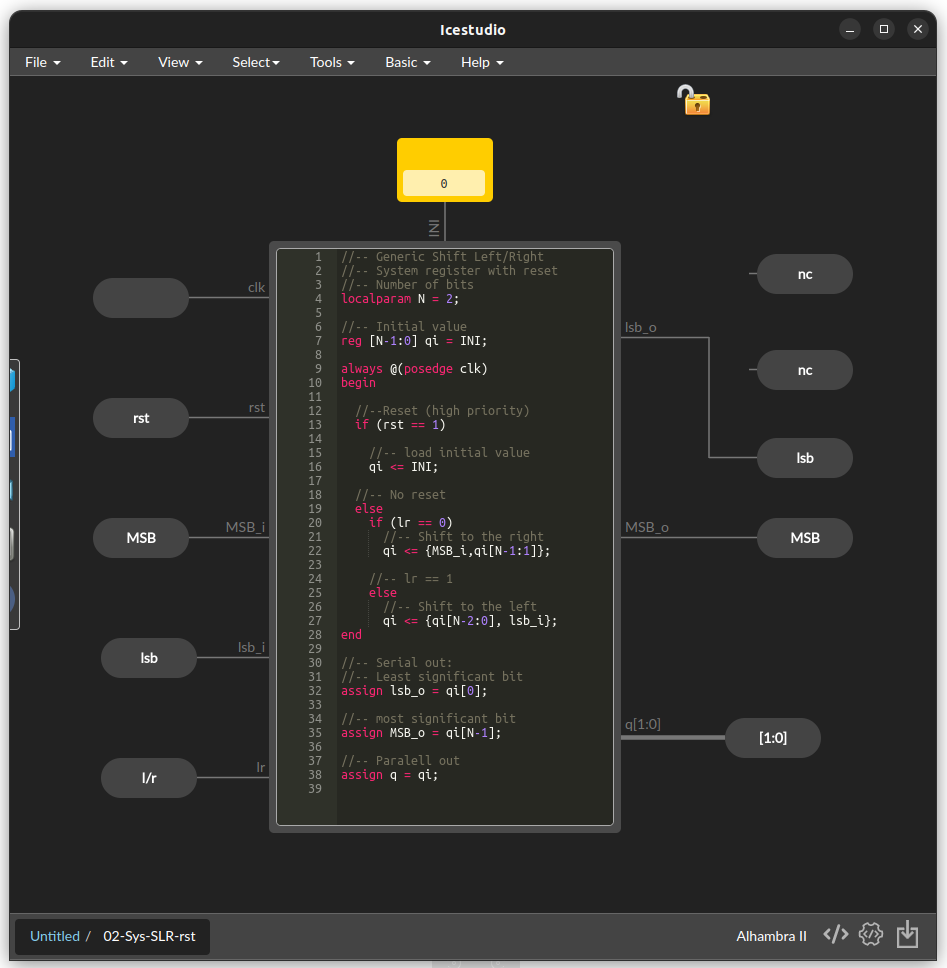 Icestudio
File Edit View Select Tools Basic Help
0
INI
clk
rst
rst
MSB
MSB_i
lsb
lsb_i
l/r
lr
1 //-- Generic Shift Left/Right
2 //-- System register with reset
3 //-- Number of bits
4 localparam N = 2;
5
6 //-- Initial value
7 reg [N-1:0] qi = INI;
8
9 always @(posedge clk)
10 begin
11
12 //--Reset (high priority)
13 if (rst == 1)
14
15 //-- load initial value
16 qi <= INI;
17
18 //-- No reset
19 else
20 if (lr == 0)
21 //-- Shift to the right
22 qi <= {MSB_i,qi[N-1:1]};
23
24 //-- lr == 1
25 else
26 //-- Shift to the left
27 qi <= {qi[N-2:0], lsb_i};
28 end
29
30 //-- Serial out:
31 //-- Least significant bit
32 assign lsb_o = qi[0];
33
34 //-- most significant bit
35 assign MSB_o = qi[N-1];
36
37 //-- Paralell out
38 assign q = qi;
39
nc
lsb_o
nc
lsb
MSB_o
MSB
q[1:0]
[1:0]
Untitled / 02-Sys-SLR-rst
Alhambra II